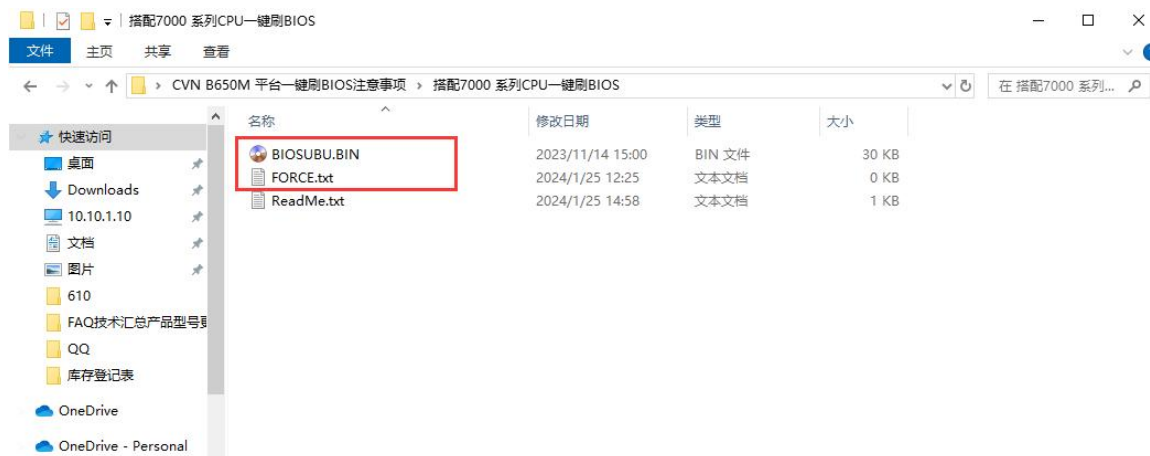 搭配7000 系列CPU一键刷BIOS
文件 主页 共享 查看
CVN B650M 平台一键刷BIOS注意事项 › 搭配7000 系列CPU一键刷BIOS 在 搭配7000 系列...
名称 修改日期 类型 大小
快速访问
桌面
Downloads
10.10.1.10
文档
图片
610
FAQ技术汇总产品型号
QQ
库存登记表
OneDrive
OneDrive - Personal
BIOSUBU.BIN 2023/11/14 15:00 BIN 文件 30 KB
FORCE.txt 2024/1/25 12:25 文本文档 0 KB
ReadMe.txt 2024/1/25 14:58 文本文档 1 KB